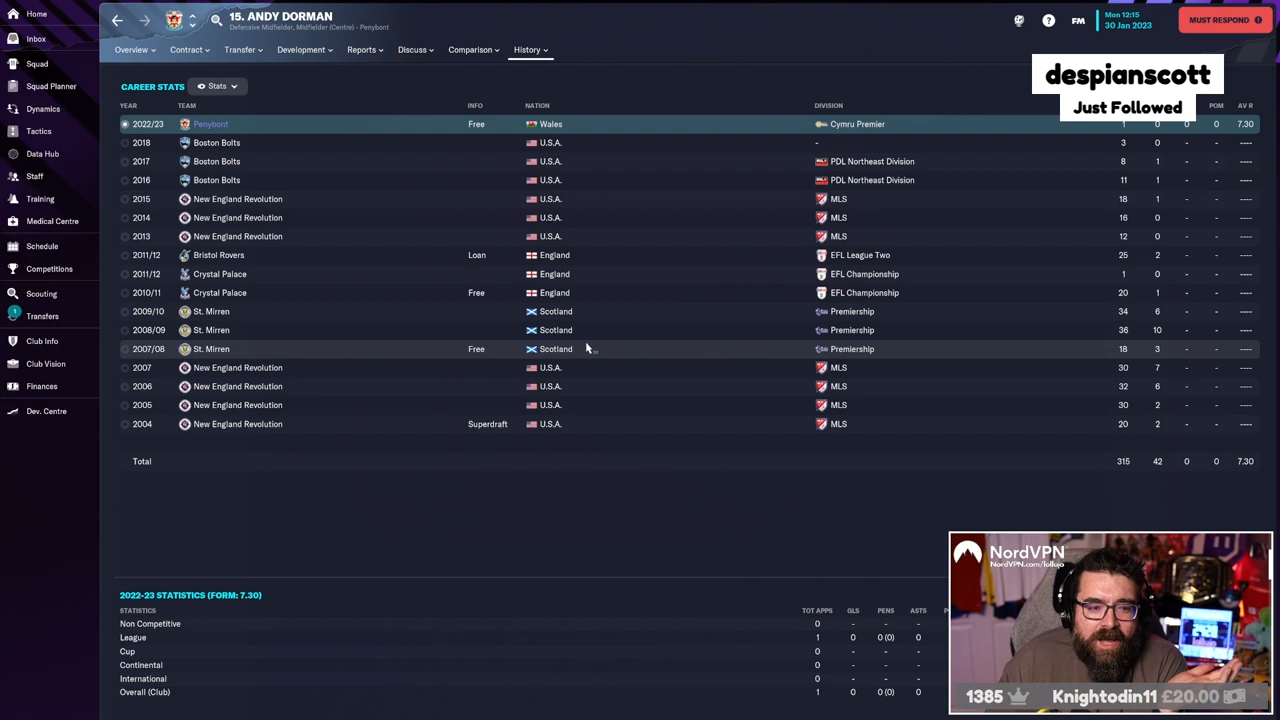 Home
Inbox
Squad
Squad Planner
Dynamics
Tactics
Data Hub
Staff
Training
Medical Centre
Schedule
Competitions
Scouting
1
Transfers
Club Info
Club Vision
Finances
Dev. Centre
15. ANDY DORMAN
Defensive Midfielder, Midfielder (Centre) - Penybont
? FM Mon 12:15
30 Jan 2023
MUST RESPOND
Overview Contract Transfer Development Reports Discuss Comparison History
despianscott
Just Followed
CAREER STATS Stats
YEAR TEAM INFO NATION DIVISION POM AV R
2022/23 Penybont Free Wales Cymru Premier 1 0 0 0 7.30
2018 Boston Bolts U.S.A. - 3 0 - - ----
2017 Boston Bolts U.S.A. PDL Northeast Division 8 1 - - ----
2016 Boston Bolts U.S.A. PDL Northeast Division 11 1 - - ----
2015 New England Revolution U.S.A. MLS 18 1 - - ----
2014 New England Revolution U.S.A. MLS 16 0 - - ----
2013 New England Revolution U.S.A. MLS 12 0 - - ----
2011/12 Bristol Rovers Loan England EFL League Two 25 2 - - ----
2011/12 Crystal Palace England EFL Championship 1 0 - - ----
2010/11 Crystal Palace Free England EFL Championship 20 1 - - ----
2009/10 St. Mirren Scotland Premiership 34 6 - - ----
2008/09 St. Mirren Scotland Premiership 36 10 - - ----
2007/08 St. Mirren Free Scotland Premiership 18 3 - - ----
2007 New England Revolution U.S.A. MLS 30 7 - - ----
2006 New England Revolution U.S.A. MLS 32 6 - - ----
2005 New England Revolution U.S.A. MLS 30 2 - - ----
2004 New England Revolution Superdraft U.S.A. MLS 20 2 - - ----
Total 315 42 0 0 7.30
2022-23 STATISTICS (FORM: 7.30)
STATISTICS TOT APPS GLS PENS ASTS
Non Competitive 0 - - -
League 1 0 0 (0) 0
Cup 0 - - -
Continental 0 - - -
International 0 - - -
Overall (Club) 1 0 0 (0) 0
NordVPN
NordVPN.com/lollujo
1385 Knightodin11 £20.00